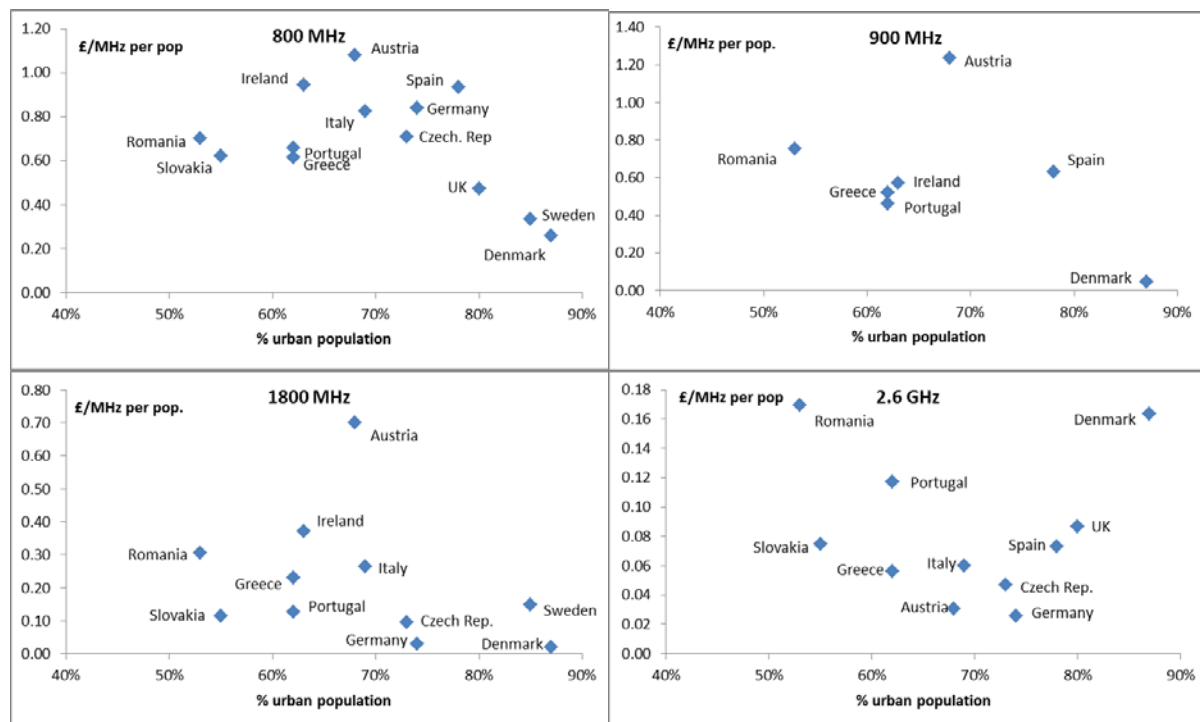 800 MHz
£/MHz per pop
1.20
1.00
0.80
0.60
0.40
0.20
0.00
Austria
Ireland
Spain
Germany
Italy
Czech. Rep
Romania
Portugal
Slovakia
Greece
UK
Sweden
Denmark
40% 50% 60% 70% 80% 90%
% urban population
900 MHz
£/MHz per pop.
1.40
1.20
1.00
0.80
0.60
0.40
0.20
0.00
Austria
Romania
Spain
Ireland
Greece
Portugal
Denmark
40% 50% 60% 70% 80% 90%
% urban population
1800 MHz
£/MHz per pop.
0.80
0.70
0.60
0.50
0.40
0.30
0.20
0.10
0.00
Austria
Ireland
Romania
Italy
Greece
Slovakia
Portugal
Sweden
Czech Rep.
Germany
Denmark
40% 50% 60% 70% 80% 90%
% urban population
2.6 GHz
£/MHz per pop
0.18
0.16
0.14
0.12
0.10
0.08
0.06
0.04
0.02
0.00
Romania
Denmark
Portugal
UK
Slovakia
Spain
Italy
Greece
Czech Rep.
Austria
Germany
40% 50% 60% 70% 80% 90%
% urban population